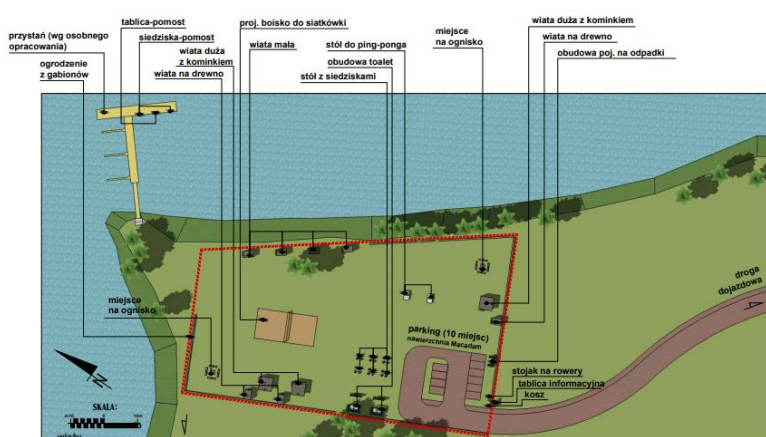 tablica-pomost
proj. boisko do siatkówki
wiata duża
z kominkiem
przystań (wg osobnego
opracowania)
siedziska-pomost
wiata mała
stół do ping-ponga
miejsce
na ognisko
wiata na drewno
wiata duża
z kominkiem
obudowa toalet
obudowa poj. na odpadki
ogrodzenie
z gabionów
wiata na drewno
stół z siedziskami
droga
dojazdowa
miejsce
na ognisko
parking (10 miejsc)
nawierzchnia Macadam
stojak na rowery
tablica informacyjna
kosz
SKALA: